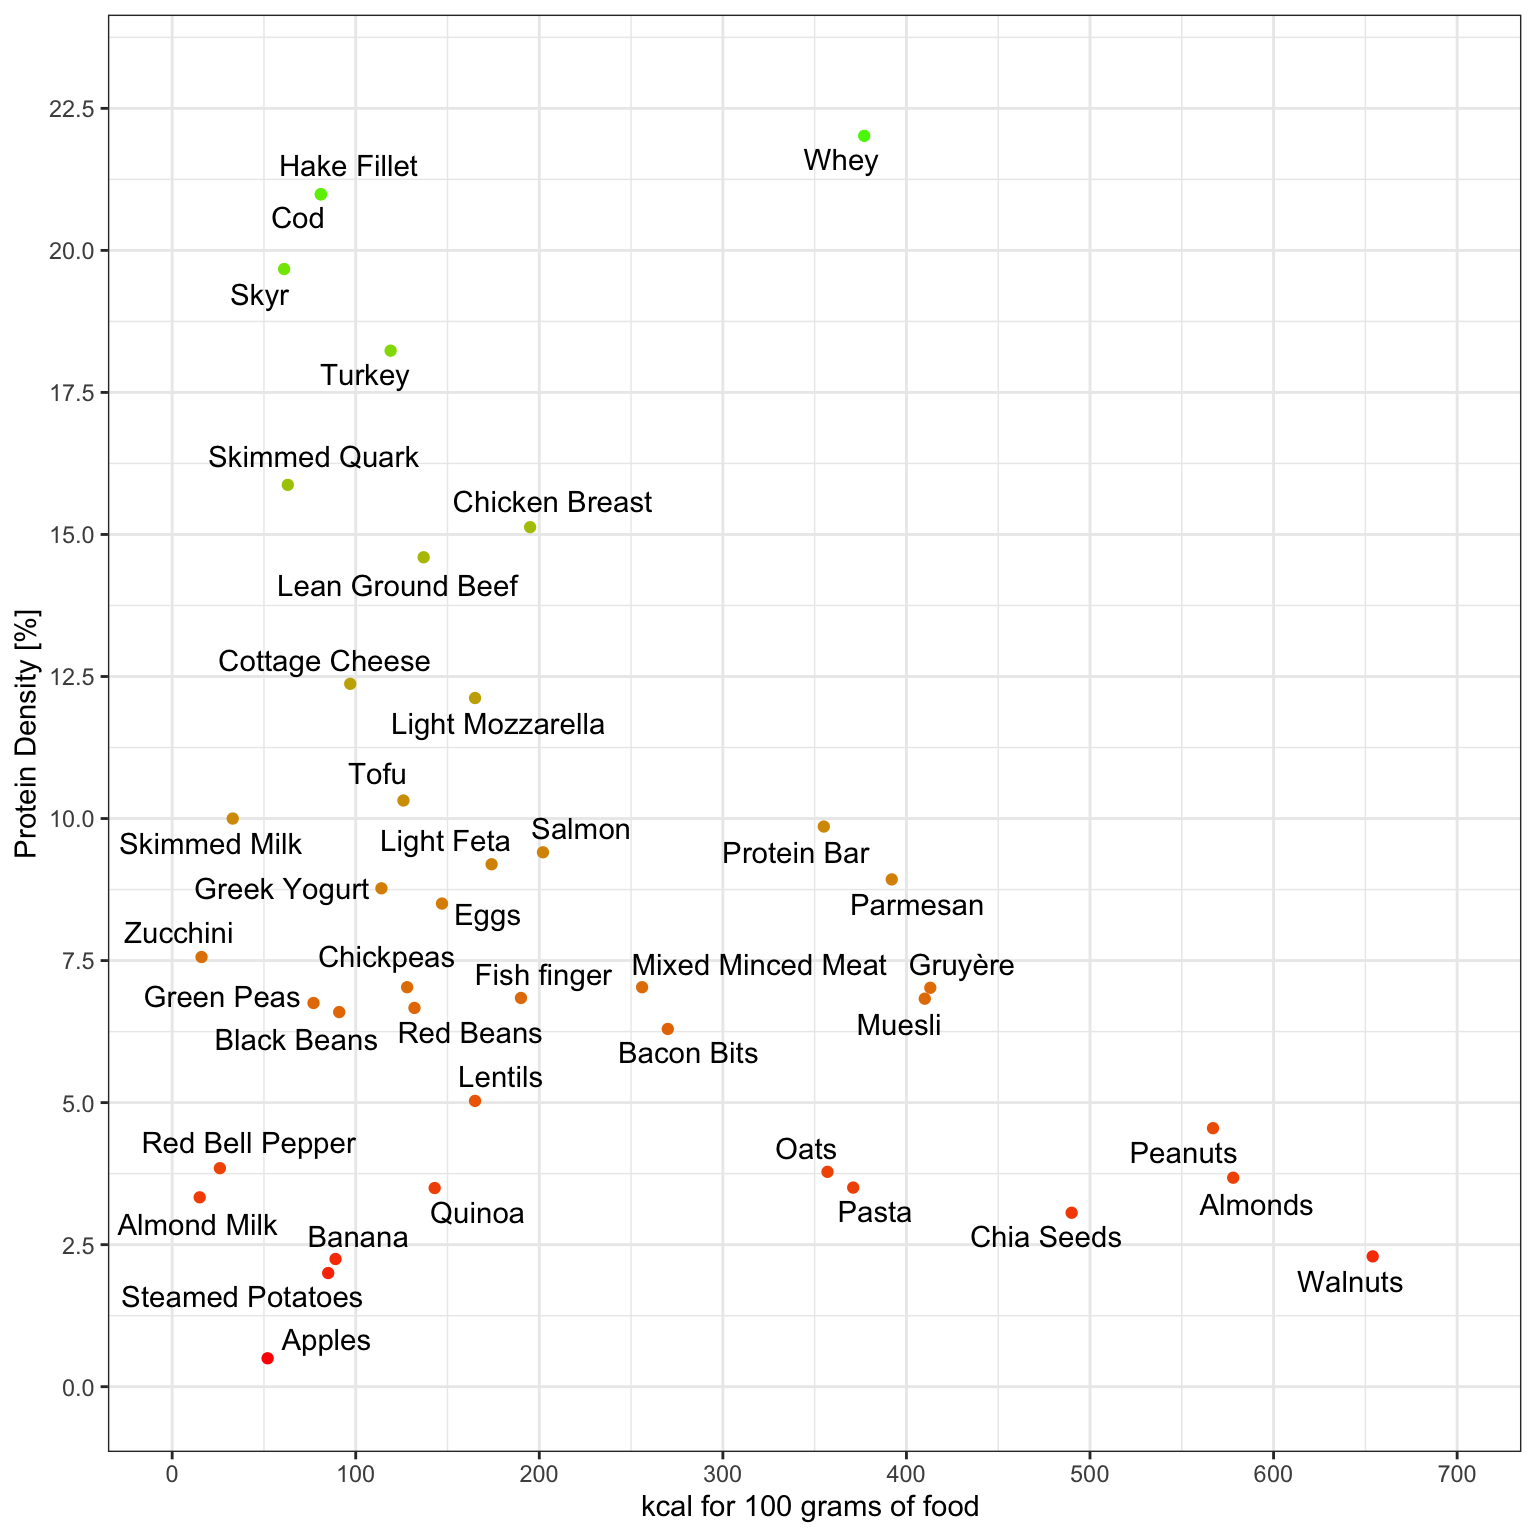 22.5
Whey
Hake Fillet
Cod
20.0
Skyr
Turkey
17.5
Skimmed Quark
Chicken Breast
15.0
Lean Ground Beef
Cottage Cheese
12.5
Light Mozzarella
Tofu
10.0
Skimmed Milk
Light Feta
Salmon
Protein Bar
Greek Yogurt
Eggs
Parmesan
Zucchini
7.5
Chickpeas
Fish finger
Mixed Minced Meat
Gruyère
Green Peas
Black Beans
Red Beans
Muesli
Bacon Bits
Lentils
5.0
Red Bell Pepper
Oats
Peanuts
Almond Milk
Quinoa
Pasta
Almonds
Banana
Chia Seeds
2.5
Steamed Potatoes
Walnuts
Apples
0.0
Protein Density [%]
0 100 200 300 400 500 600 700
kcal for 100 grams of food